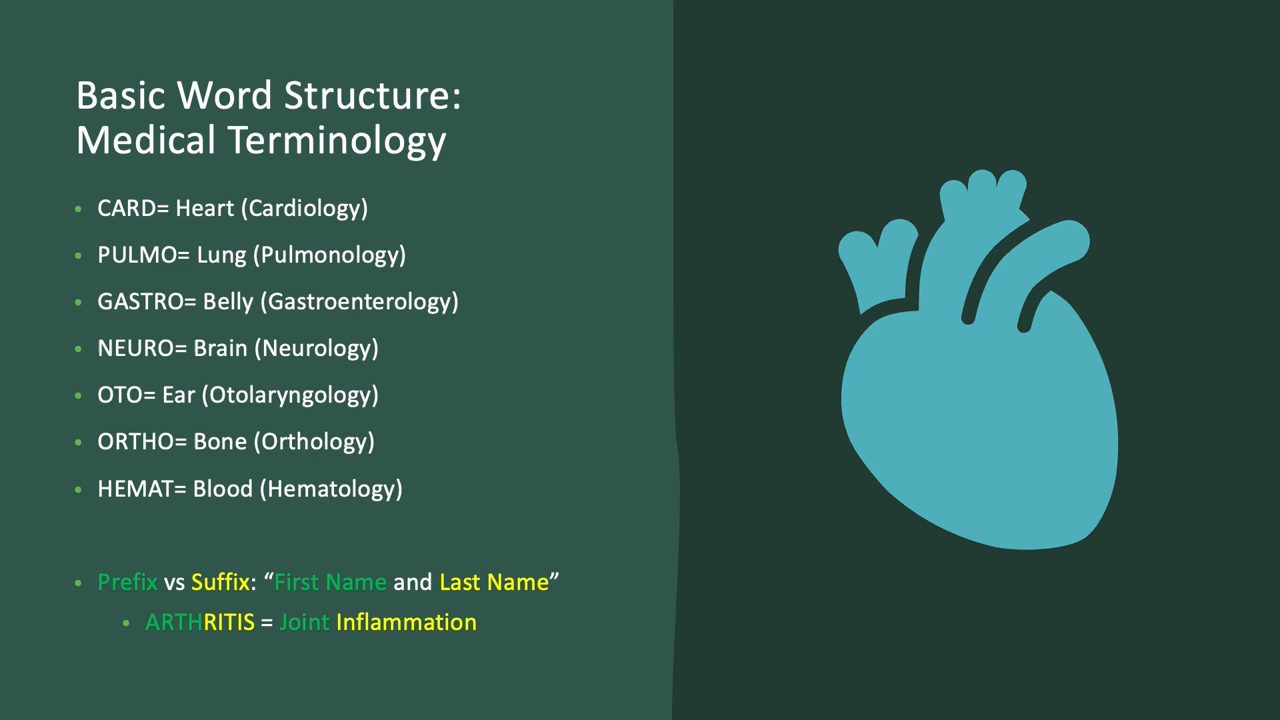 Basic Word Structure:
Medical Terminology
• CARD= Heart (Cardiology)
• PULMO= Lung (Pulmonology)
• GASTRO= Belly (Gastroenterology)
• NEURO= Brain (Neurology)
• OTO= Ear (Otolaryngology)
• ORTHO= Bone (Orthology)
• HEMAT= Blood (Hematology)
• Prefix vs Suffix: “First Name and Last Name”
• ARTHRITIS = Joint Inflammation